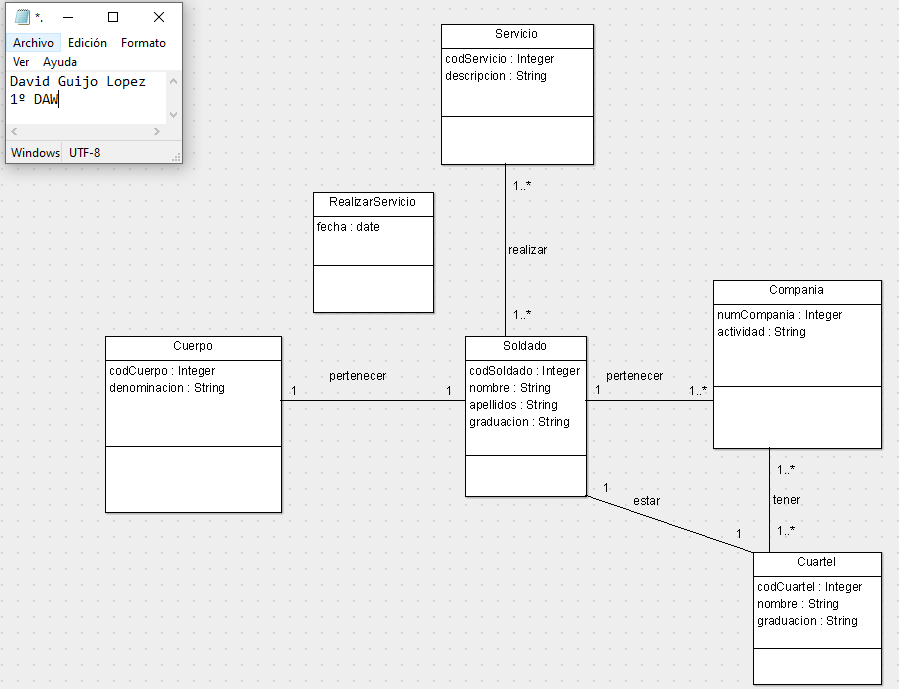 *.
Archivo Edición Formato
Ver Ayuda
David Guijo Lopez
1º DAW
Windows UTF-8
Servicio
codServicio : Integer
descripcion : String
1..*
realizar
1..*
RealizarServicio
fecha : date
Cuerpo
codCuerpo : Integer
denominacion : String
1
pertenecer
1
Soldado
codSoldado : Integer
nombre : String
apellidos : String
graduacion : String
1
pertenecer
1..*
Compania
numCompania : Integer
actividad : String
1..*
tener
1..*
1
estar
1
Cuartel
codCuartel : Integer
nombre : String
graduacion : String